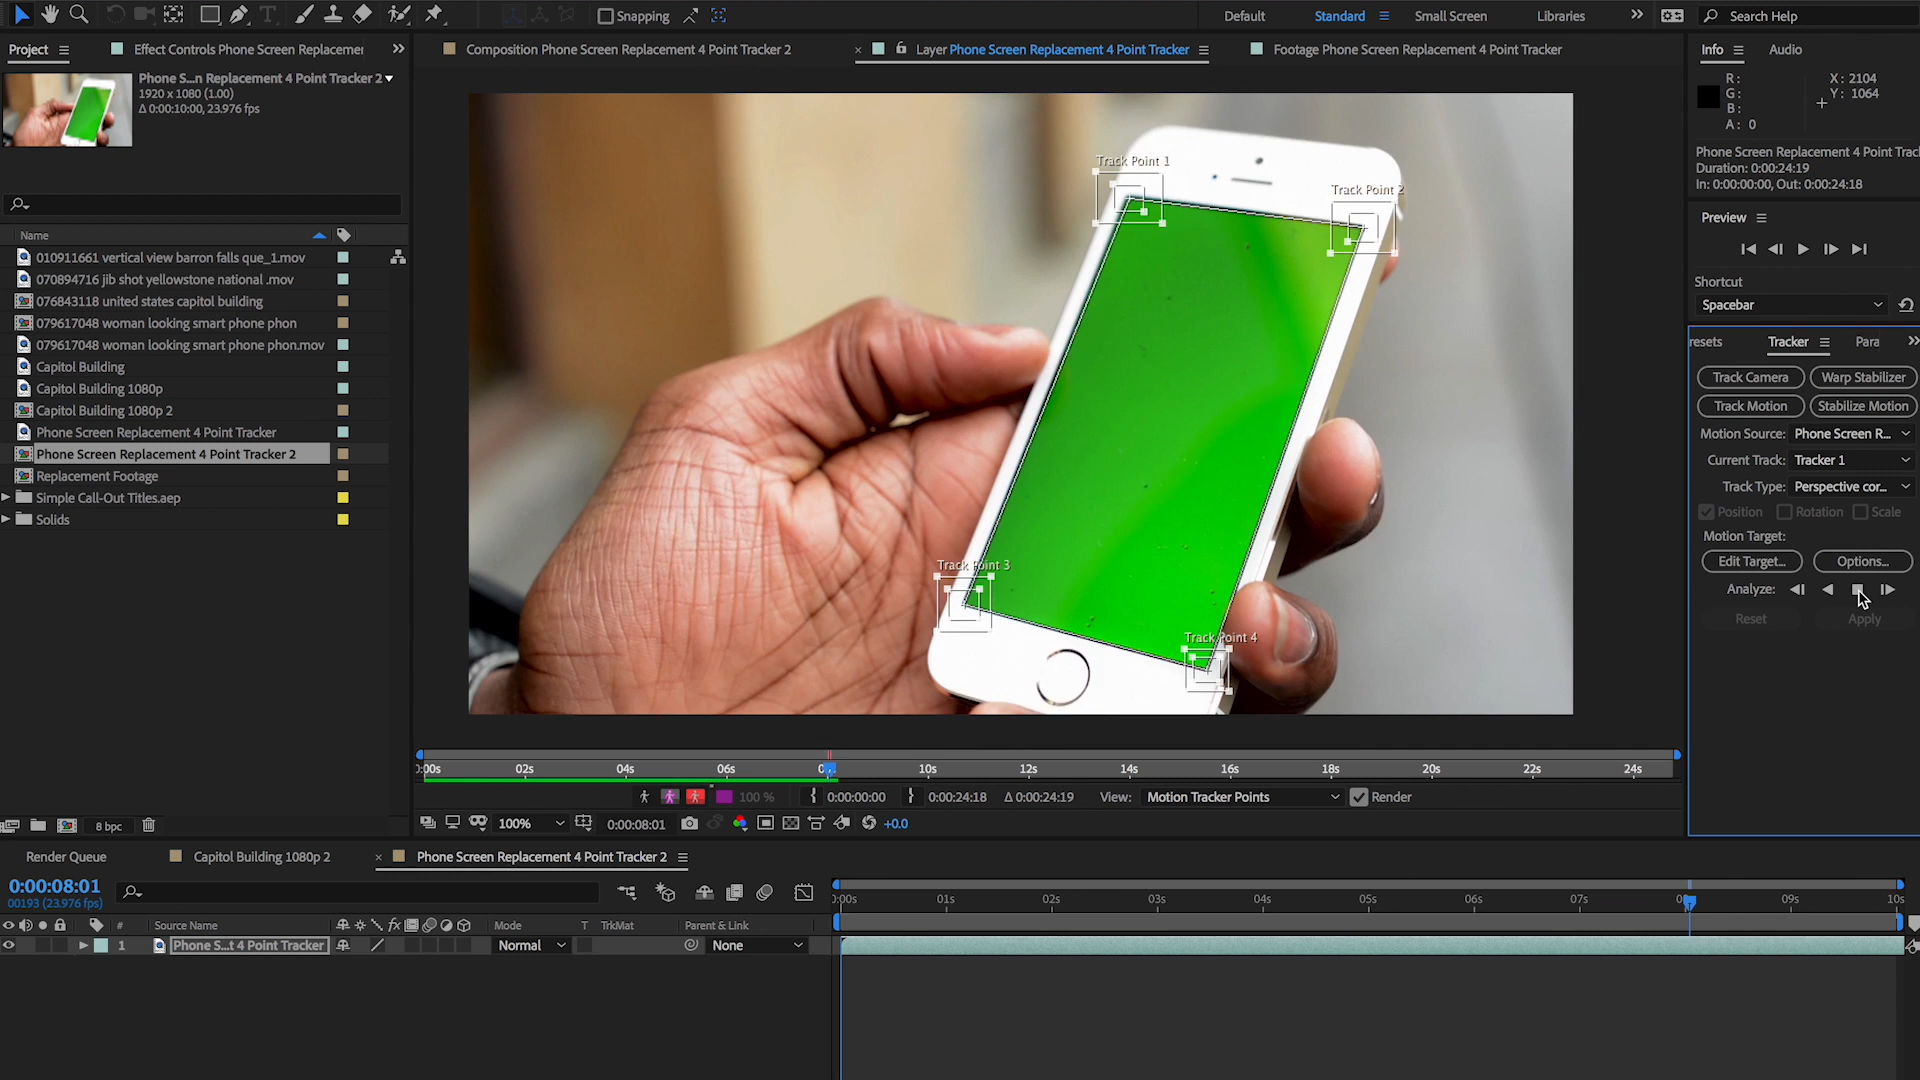 Snapping
Default
Standard
Small Screen
Libraries
Search Help
Project
Effect Controls Phone Screen Replacemer
Composition Phone Screen Replacement 4 Point Tracker 2
Layer Phone Screen Replacement 4 Point Tracker
Footage Phone Screen Replacement 4 Point Tracker
Info
Audio
Phone S...n Replacement 4 Point Tracker 2
1920 x 1080 (1.00)
Δ 0:00:10:00, 23.976 fps
R:
G:
B:
A: 0
X: 2104
Y: 1064
Phone Screen Replacement 4 Point Trac
Duration: 0:00:24:19
In: 0:00:00:00, Out: 0:00:24:18
Preview
Shortcut
Spacebar
Name
010911661 vertical view barron falls que_1.mov
070894716 jib shot yellowstone national .mov
076843118 united states capitol building
079617048 woman looking smart phone phon
079617048 woman looking smart phone phon.mov
Capitol Building
Capitol Building 1080p
Capitol Building 1080p 2
Phone Screen Replacement 4 Point Tracker
Phone Screen Replacement 4 Point Tracker 2
Replacement Footage
Simple Call-Out Titles.aep
Solids
Track Point 1
Track Point 2
Track Point 3
Track Point 4
resets
Tracker
Para
Track Camera
Warp Stabilizer
Track Motion
Stabilize Motion
Motion Source: Phone Screen R...
Current Track: Tracker 1
Track Type: Perspective cor...
Position
Rotation
Scale
Motion Target:
Edit Target...
Options...
Analyze:
Reset
Apply
0:00s 02s 04s 06s 10s 12s 14s 16s 18s 20s 22s 24s
100 %
0:00:00:00
0:00:24:18
Δ 0:00:24:19
View: Motion Tracker Points
Render
8 bpc
100%
0:00:08:01
+0.0
Render Queue
Capitol Building 1080p 2
Phone Screen Replacement 4 Point Tracker 2
0:00:08:01
00193 (23.976 fps)
0:00s 01s 02s 03s 04s 05s 06s 07s 09s 10s
# Source Name
fx
Mode
T
TrkMat
Parent & Link
1
Phone S...t 4 Point Tracker
Normal
None